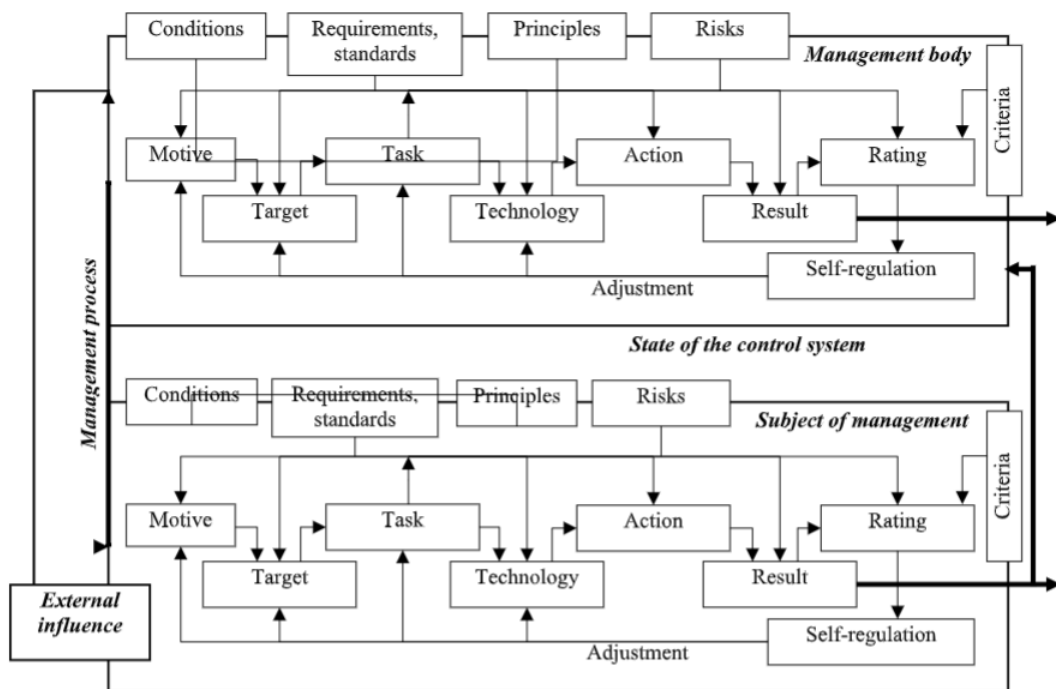 Conditions
Requirements,
standards
Principles
Risks
Management body
Criteria
Motive
Task
Action
Rating
Target
Technology
Result
Self-regulation
Adjustment
Management process
State of the control system
Conditions
Requirements,
standards
Principles
Risks
Subject of management
Criteria
Motive
Task
Action
Rating
Target
Technology
Result
External
influence
Self-regulation
Adjustment